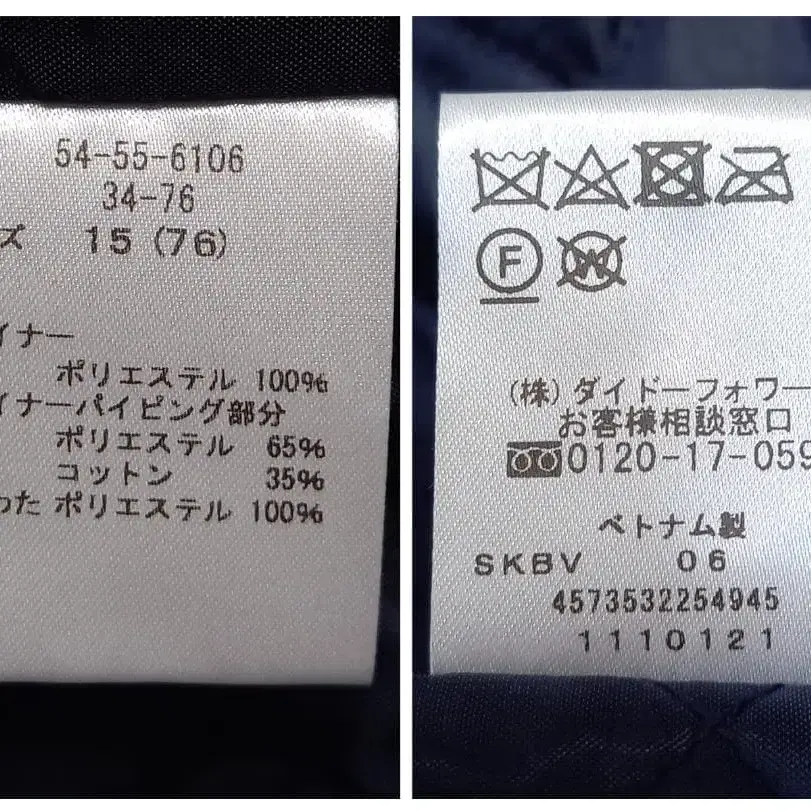 54-55-6106
34-76
ズ 15 (76)
イナー
ポリエステル 100%
イナーパイピング部分
ポリエステル 65%
コットン 35%
わた ポリエステル 100%
F
W
(株) ダイドーフォワー
お客様相談窓口
0120-17-059
ベトナム製
SKBV 06
4573532254945
1110121